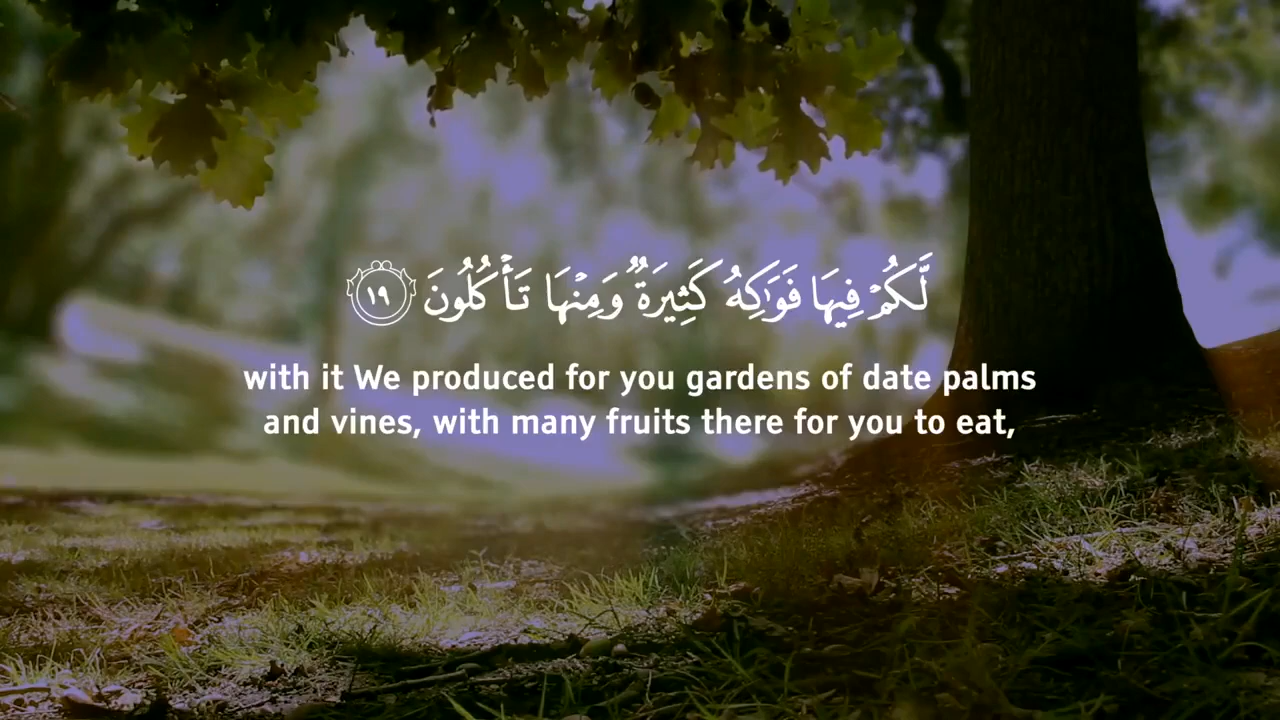 لَّكُمْ فِيهَا فَوَٰكِهُ كَثِيرَةٌ وَمِنْهَا تَأْكُلُونَ ١٩
with it We produced for you gardens of date palms
and vines, with many fruits there for you to eat,